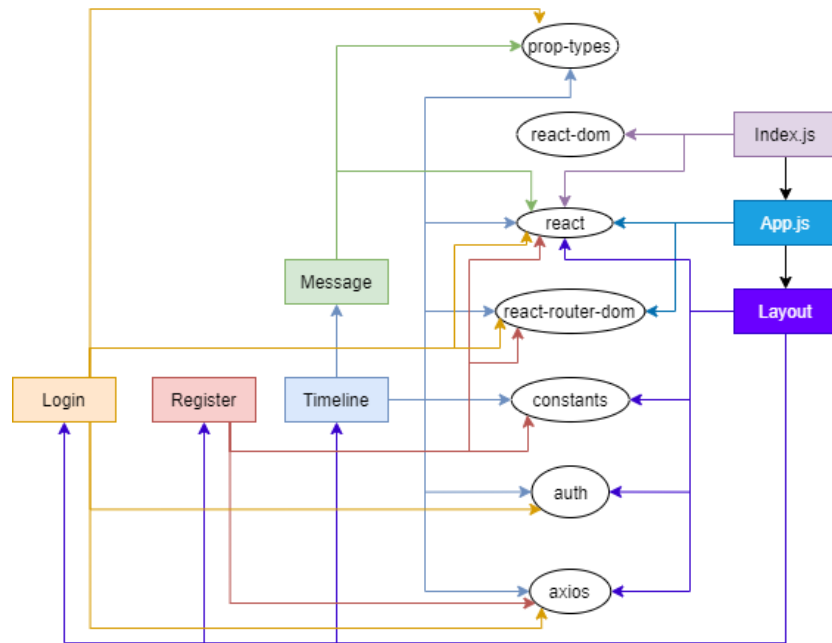 prop-types
react-dom
Index.js
react
App.js
Message
react-router-dom
Layout
Login
Register
Timeline
constants
auth
axios